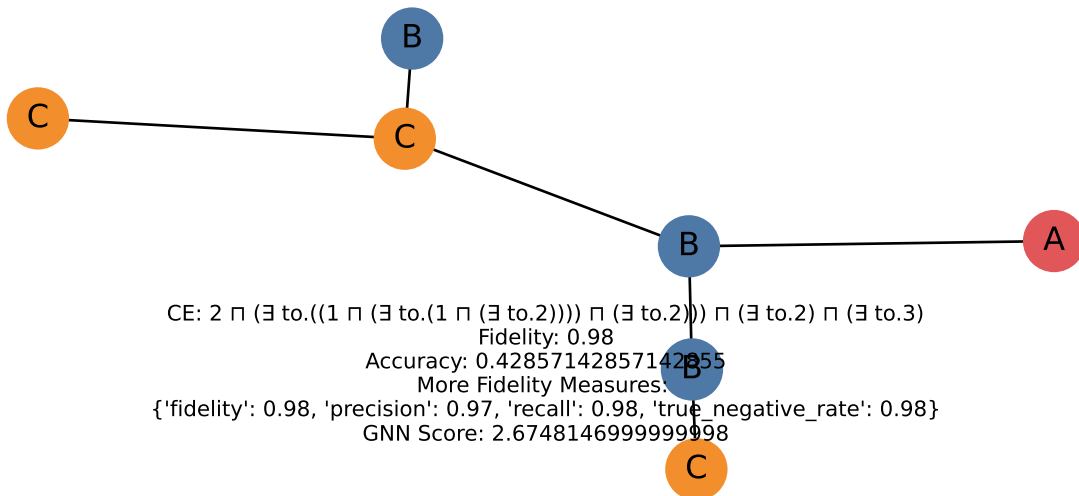 B
C
C
B
A
CE: 2 ⊓ (∃ to.((1 ⊓ (∃ to.(1 ⊓ (∃ to.2)))) ⊓ (∃ to.2))) ⊓ (∃ to.2) ⊓ (∃ to.3)
Fidelity: 0.98
Accuracy: 0.42857142857142855
B
More Fidelity Measures:
{'fidelity': 0.98, 'precision': 0.97, 'recall': 0.98, 'true_negative_rate': 0.98}
GNN Score: 2.6748146999999998
C